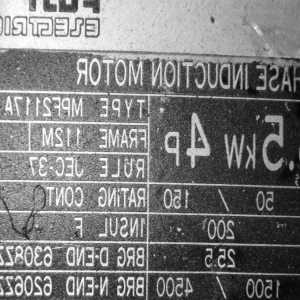 FUJI
ELECTRIC
HASE INDUCTION MOTOR
.5kW 4P
TYPE MPF2117A
FRAME 112M
RULE JEC-37
50 / 150 RATING CONT
200 INSUL F
25.5 BRG D-END 6308Z
1500 / 4500 BRG N-END 6206Z